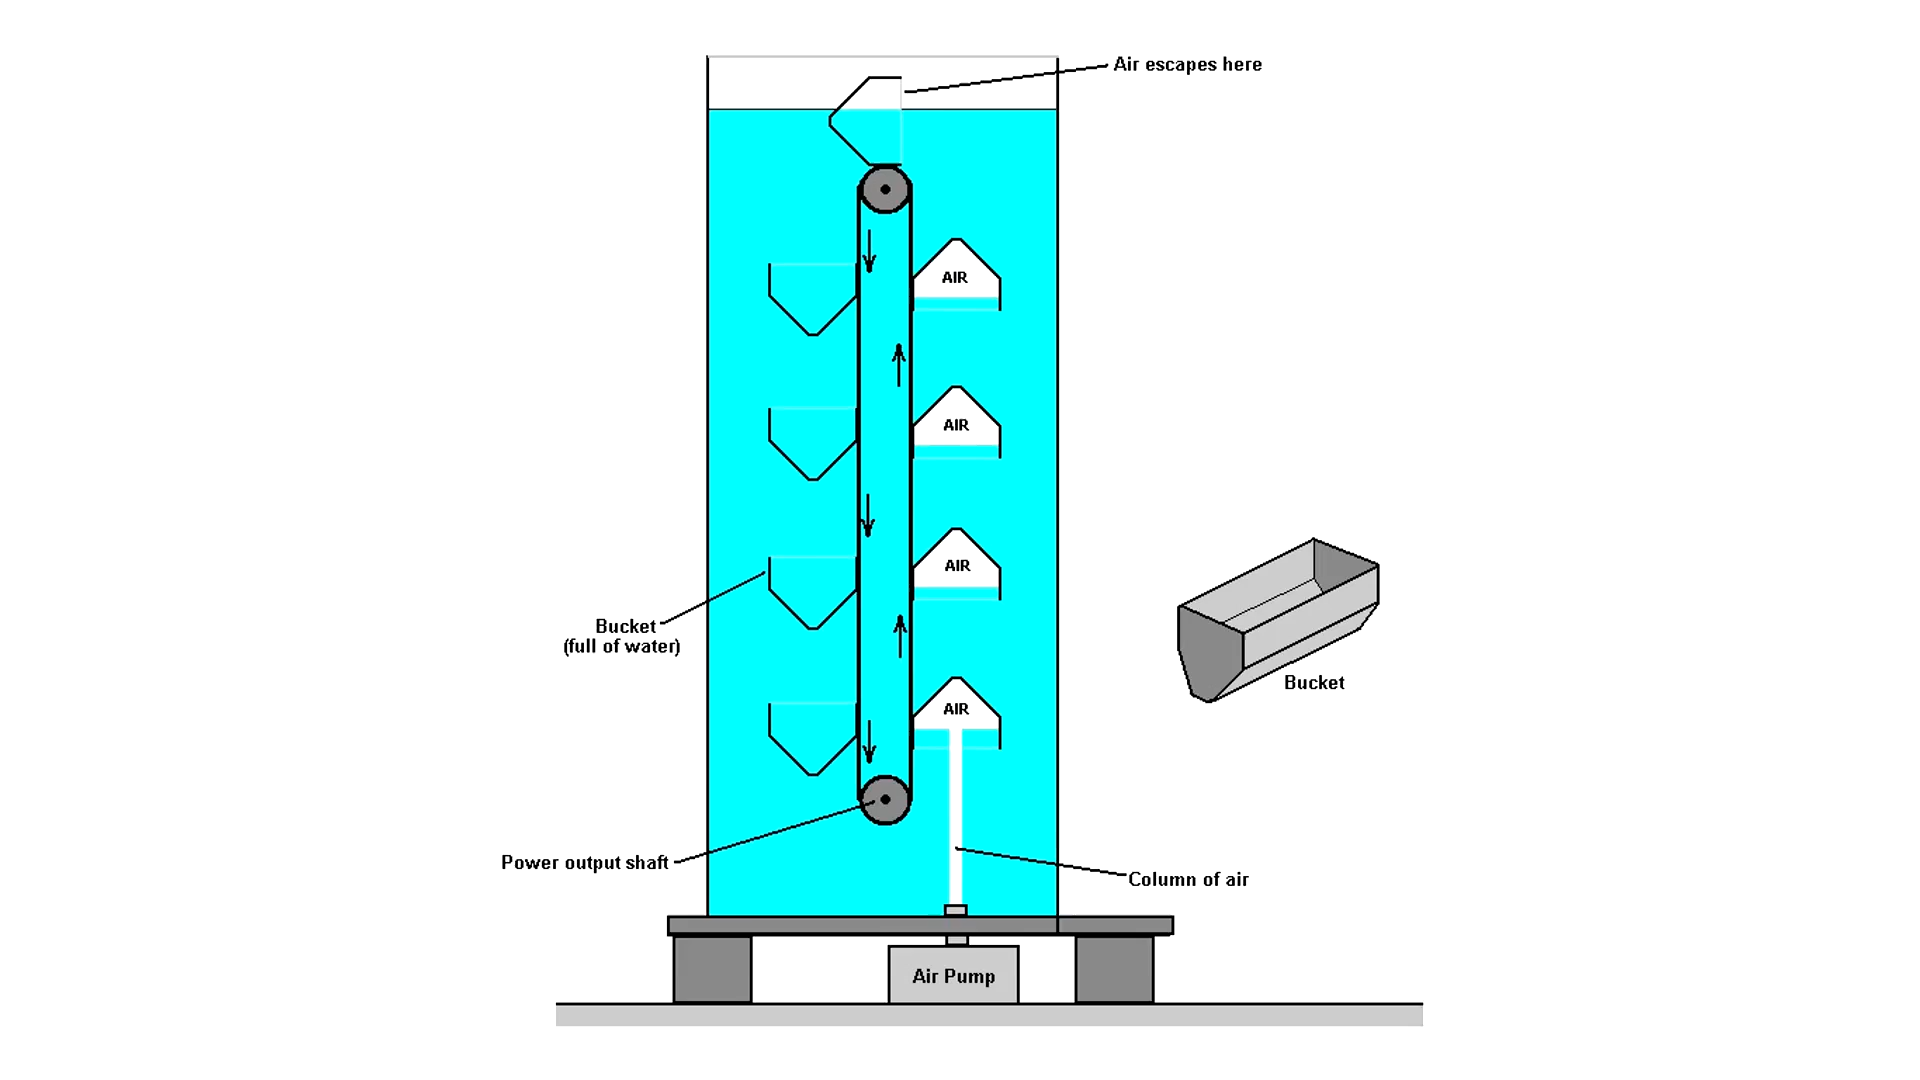 Air escapes here
AIR
AIR
AIR
Bucket
(full of water)
Bucket
AIR
Power output shaft
Column of air
Air Pump